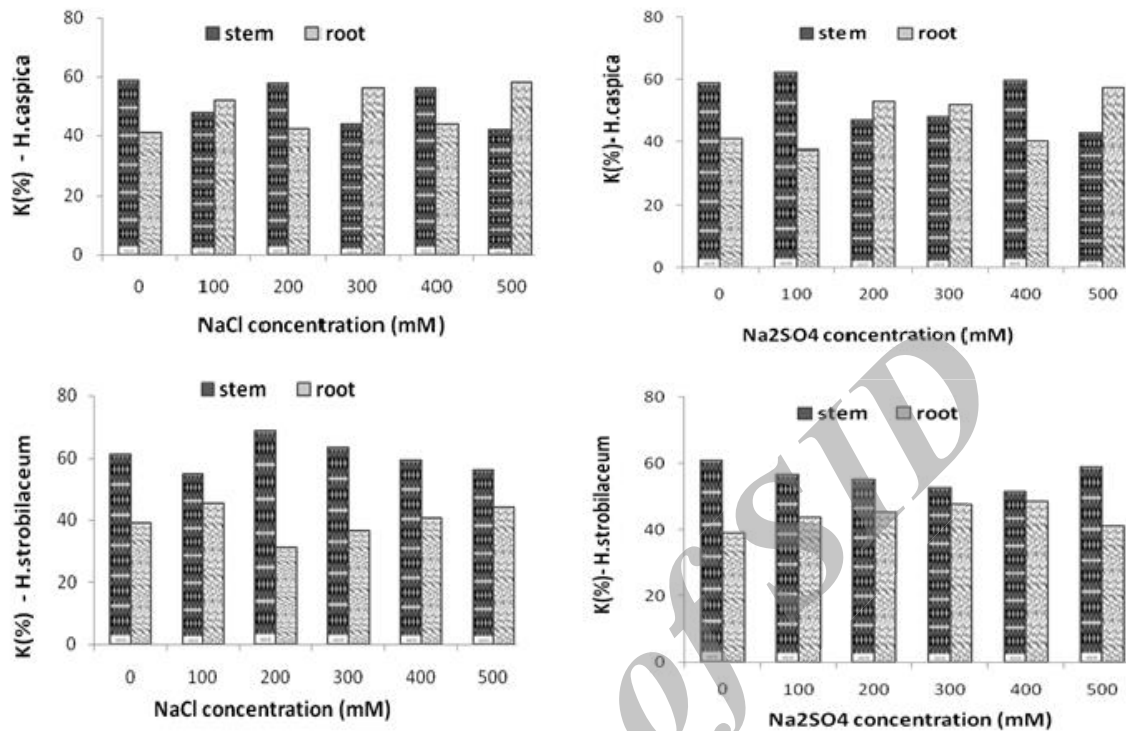 K(%) - H.caspica
80
60
40
20
0
stem root
0 100 200 300 400 500
NaCl concentration (mM)
K(%)- H.caspica
80
60
40
20
0
stem root
0 100 200 300 400 500
Na2SO4 concentration (mM)
K(%) - H.strobilaceum
80
60
40
20
0
stem root
0 100 200 300 400 500
NaCl concentration (mM)
K(%)- H.strobilaceum
80
60
40
20
0
stem root
0 100 200 300 400 500
Na2SO4 concentration (mM)
of SID